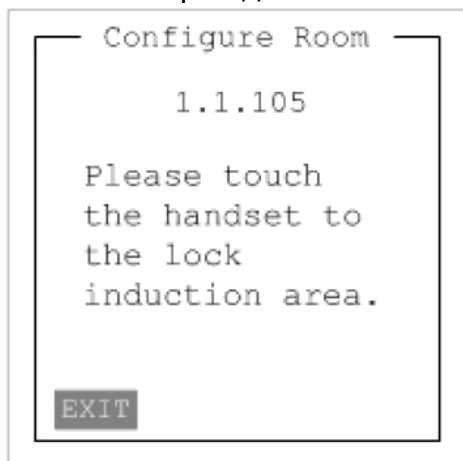 Configure Room
1.1.105
Please touch
the handset to
the lock
induction area.
EXIT